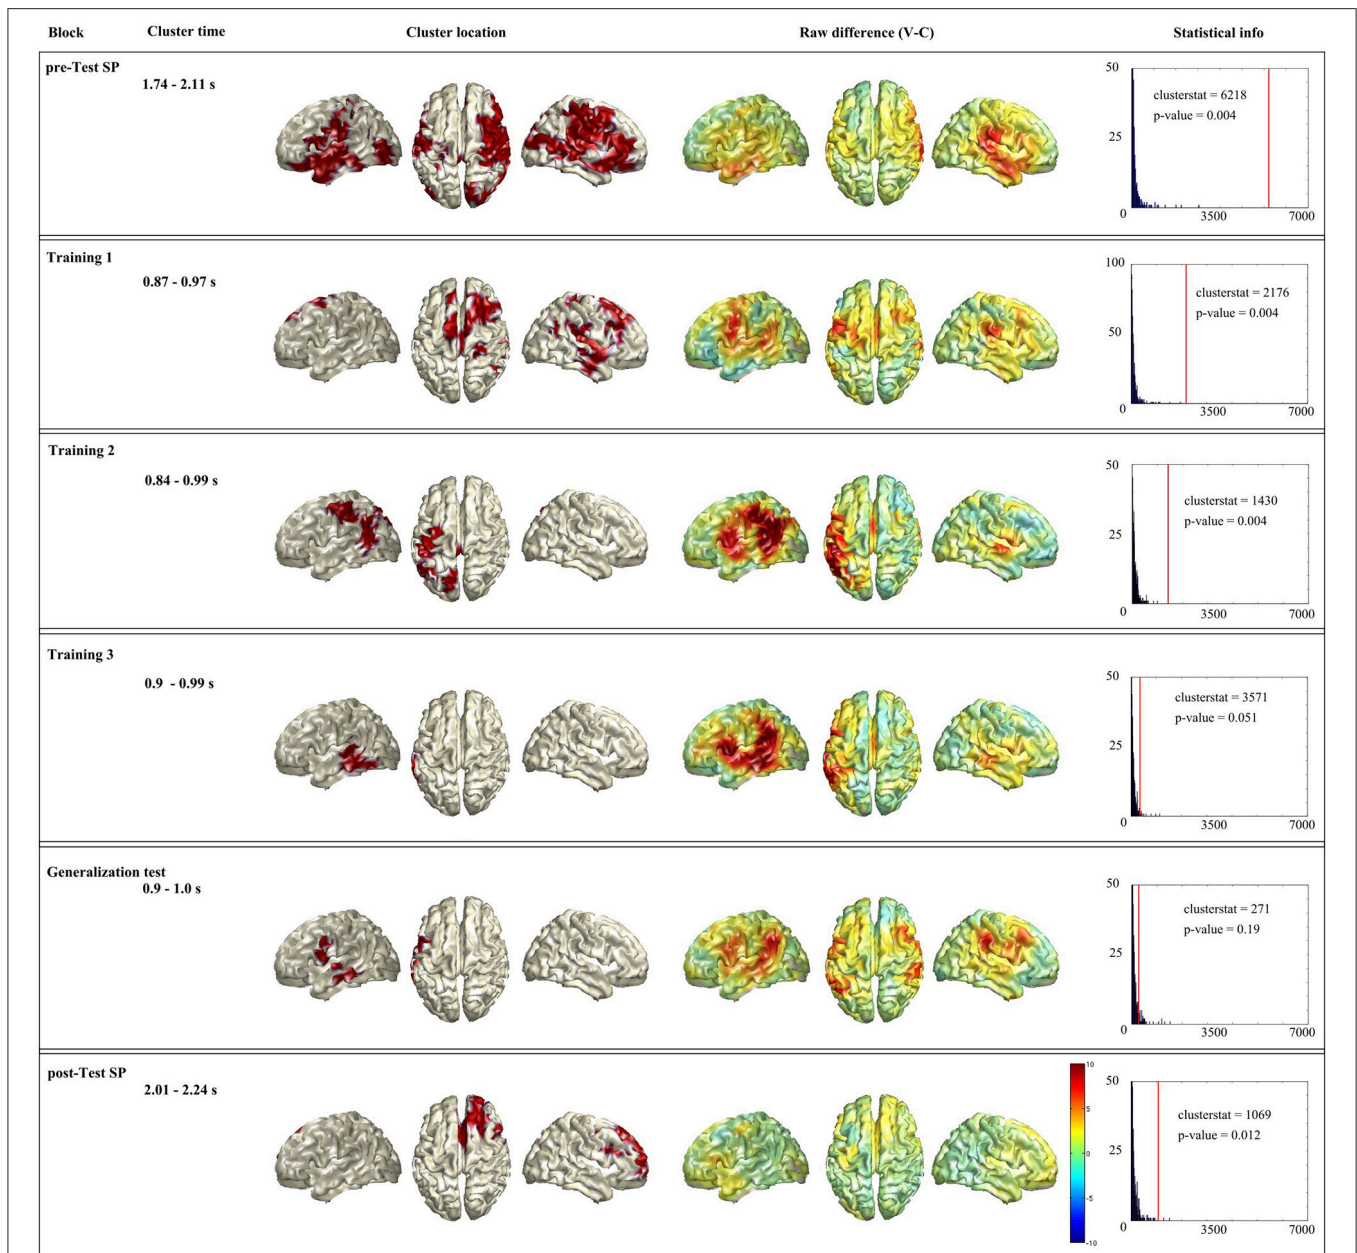 Block Cluster time Cluster location Raw difference (V-C) Statistical info
pre-Test SP
1.74 - 2.11 s
50
25
0
3500
7000
clusterstat = 6218
p-value = 0.004
Training 1
0.87 - 0.97 s
100
50
0
3500
7000
clusterstat = 2176
p-value = 0.004
Training 2
0.84 - 0.99 s
50
25
0
3500
7000
clusterstat = 1430
p-value = 0.004
Training 3
0.9 - 0.99 s
50
25
0
3500
7000
clusterstat = 3571
p-value = 0.051
Generalization test
0.9 - 1.0 s
50
25
0
3500
7000
clusterstat = 271
p-value = 0.19
post-Test SP
2.01 - 2.24 s
10
5
0
-5
-10
50
25
0
3500
7000
clusterstat = 1069
p-value = 0.012